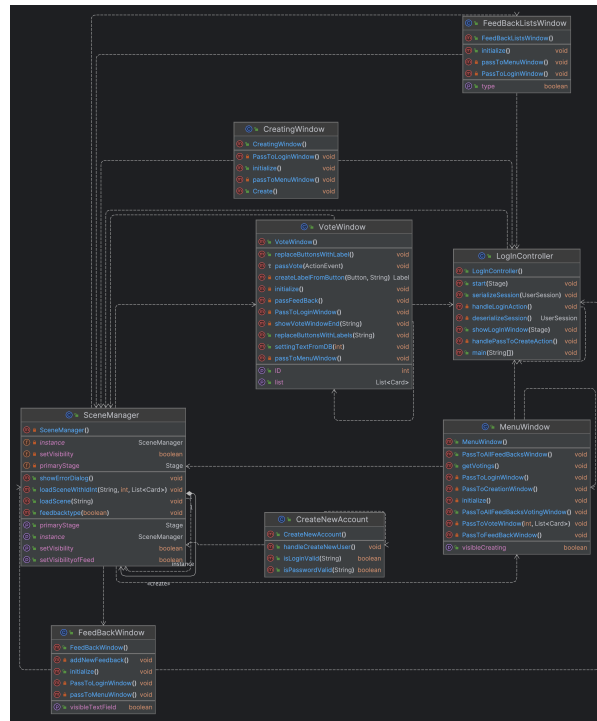 FeedBackListsWindow
FeedBackListsWindow()
initialize() void
passToMenuWindow() void
PassToLoginWindow() void
type boolean
CreatingWindow
CreatingWindow()
PassToLoginWindow() void
initialize() void
passToMenuWindow() void
Create() void
VoteWindow
VoteWindow()
replaceButtonsWithLabel() void
passVote(ActionEvent) void
createLabelFromButton(Button, String) Label
initialize() void
passFeedBack() void
PassToLoginWindow() void
showVoteWindowEnd(String) void
replaceButtonsWithLabels(String) void
settingTextFromDB(int) void
passToMenuWindow() void
ID int
list List<Card>
LogInController
LogInController()
start(Stage) void
serializeSession(UserSession) void
handleLoginAction() void
deserializeSession() UserSession
showLoginWindow(Stage) void
handlePassToCreateAction() void
main(String[]) void
SceneManager
SceneManager()
instance SceneManager
setVisibility boolean
primaryStage Stage
showErrorDialog() void
loadSceneWithIdInt(String, int, List<Card>) void
loadScene(String) void
feedbacktype(boolean) void
primaryStage Stage
instance SceneManager
setVisibility boolean
setVisibilityofFeed boolean
1
instance
«create»
MenuWindow
MenuWindow()
PassToAllFeedBacksWindow() void
getVotings() void
PassToLoginWindow() void
PassToCreationWindow() void
initialize() void
PassToAllFeedBacksVotingWindow() void
PassToVoteWindow(int, List<Card>) void
PassToFeedBackWindow() void
visibleCreating boolean
CreateNewAccount
CreateNewAccount()
handleCreateNewUser() void
isLoginValid(String) boolean
isPasswordValid(String) boolean
FeedBackWindow
FeedBackWindow()
addNewFeedback() void
initialize() void
PassToLoginWindow() void
passToMenuWindow() void
visibleTextField boolean